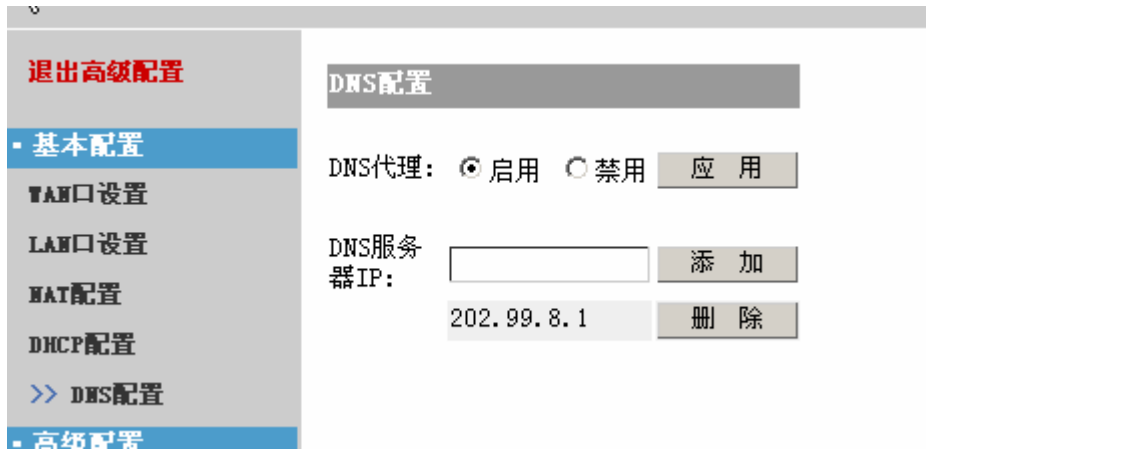 退出高级配置
基本配置
WAN口设置
LAN口设置
NAT配置
DHCP配置
>> DNS配置
高级配置
DNS配置
DNS代理: 启用 禁用 应 用
DNS服务
器IP: 添 加
202.99.8.1 删 除